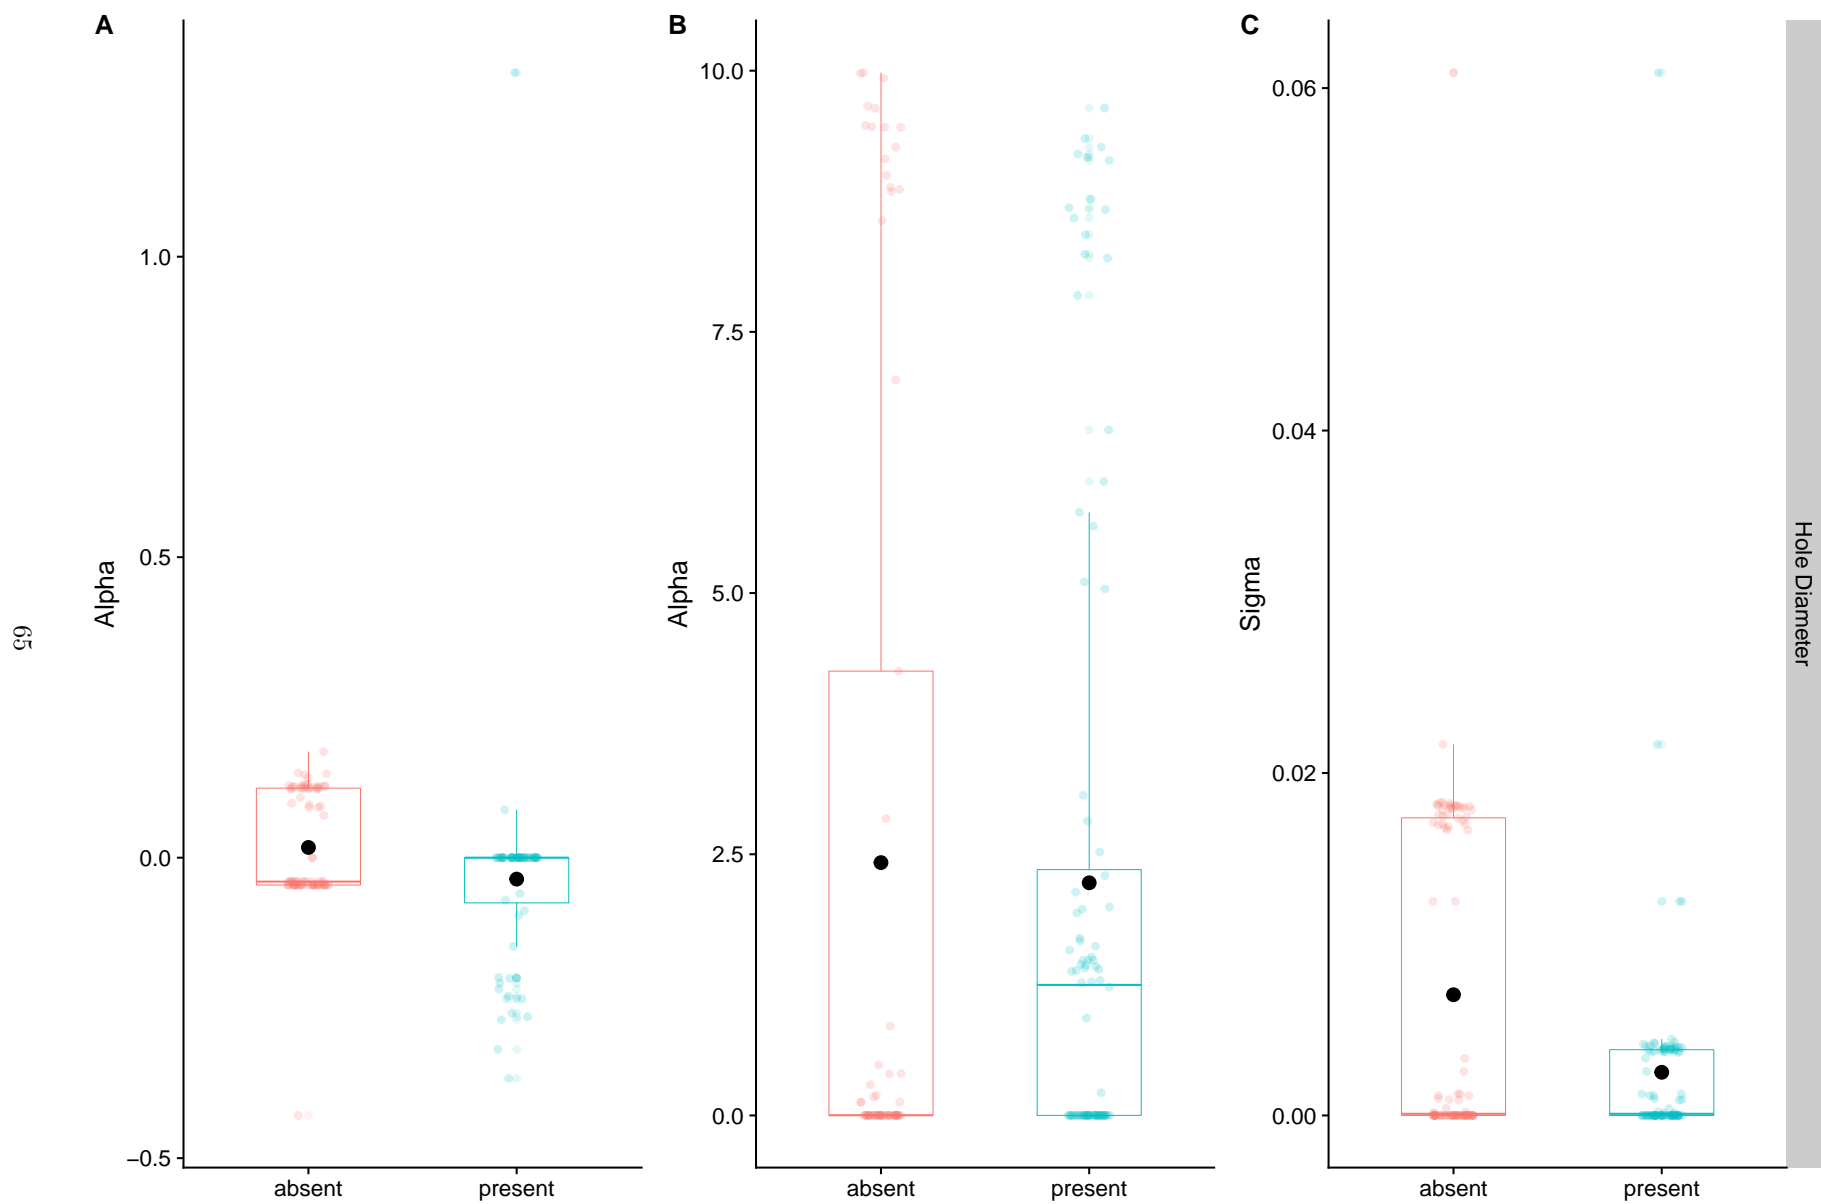 A
Alpha
1.0
0.5
0.0
−0.5
absent
present
B
Alpha
10.0
7.5
5.0
2.5
0.0
absent
present
C
Sigma
0.06
0.04
0.02
0.00
absent
present
Hole Diameter
65